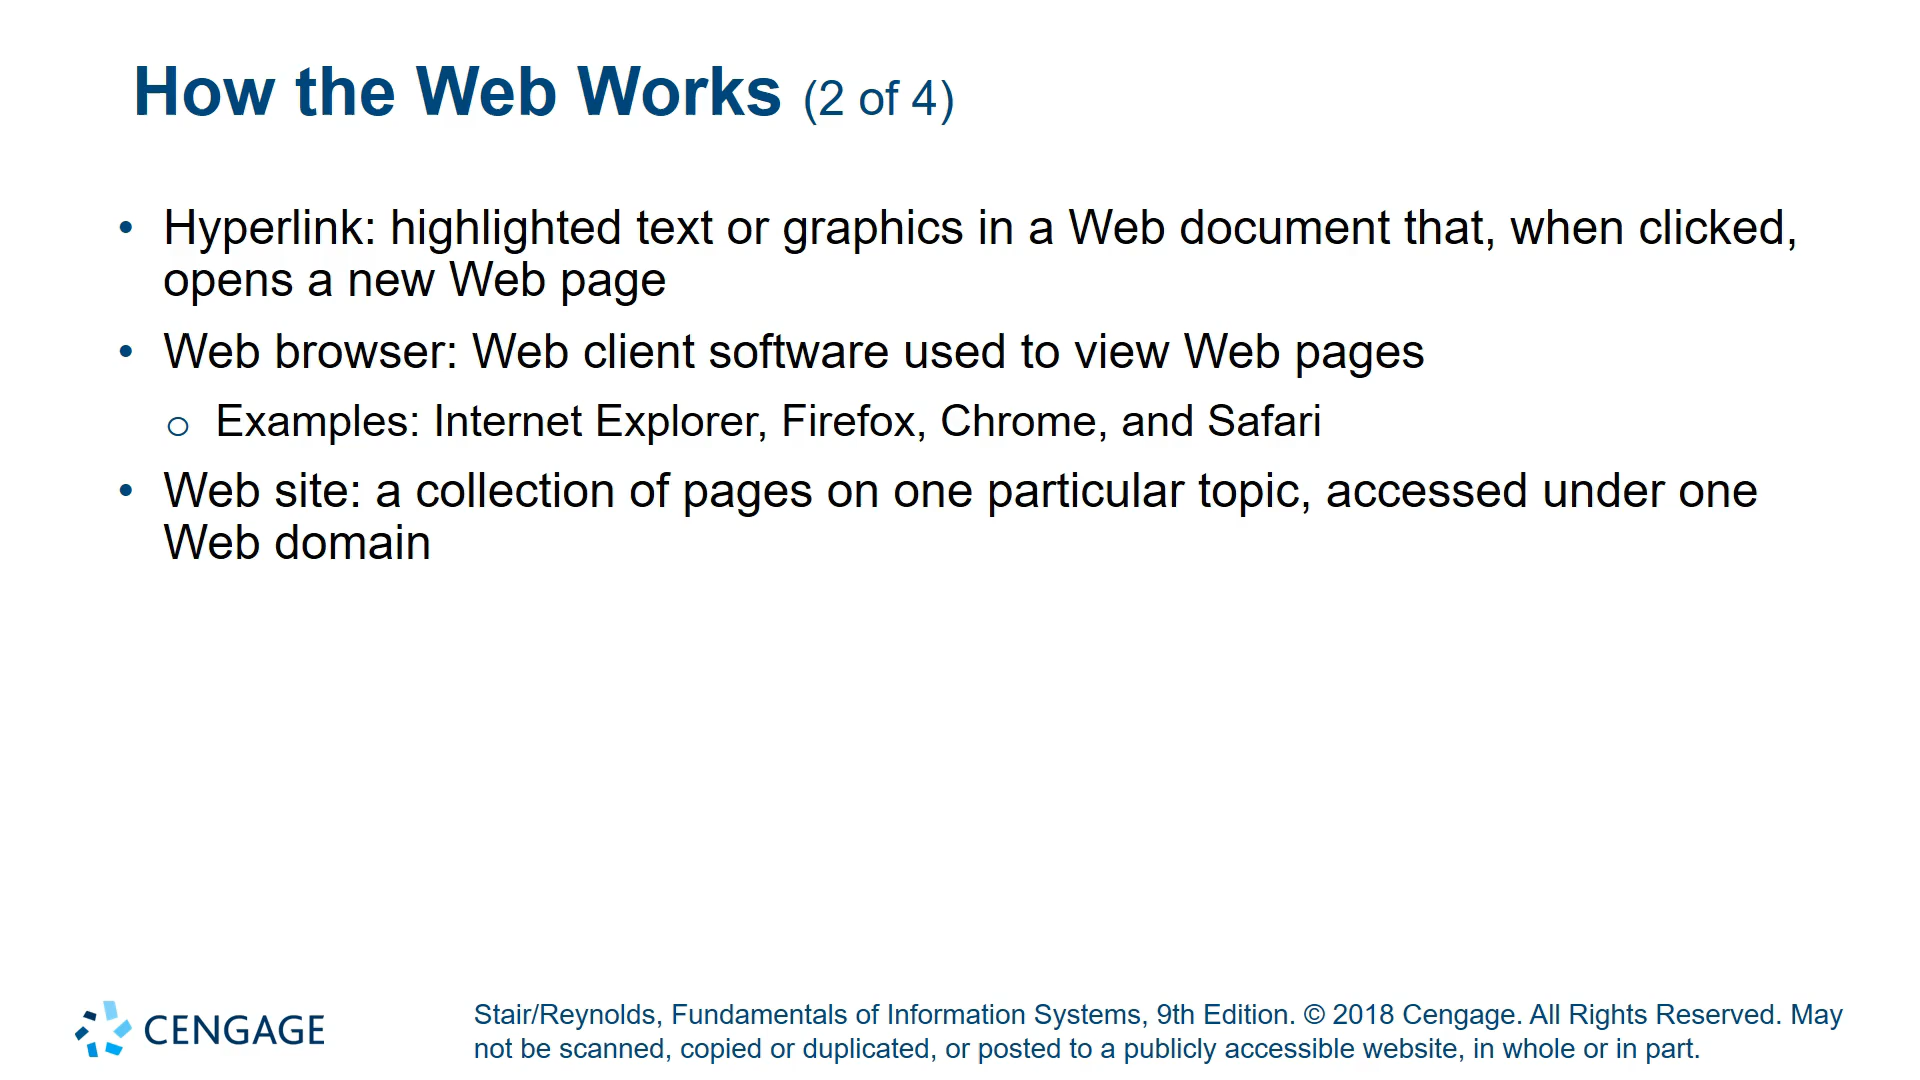 How the Web Works (2 of 4)
• Hyperlink: highlighted text or graphics in a Web document that, when clicked,
opens a new Web page
• Web browser: Web client software used to view Web pages
o Examples: Internet Explorer, Firefox, Chrome, and Safari
• Web site: a collection of pages on one particular topic, accessed under one
Web domain
CENGAGE
Stair/Reynolds, Fundamentals of Information Systems, 9th Edition. © 2018 Cengage. All Rights Reserved. May
not be scanned, copied or duplicated, or posted to a publicly accessible website, in whole or in part.